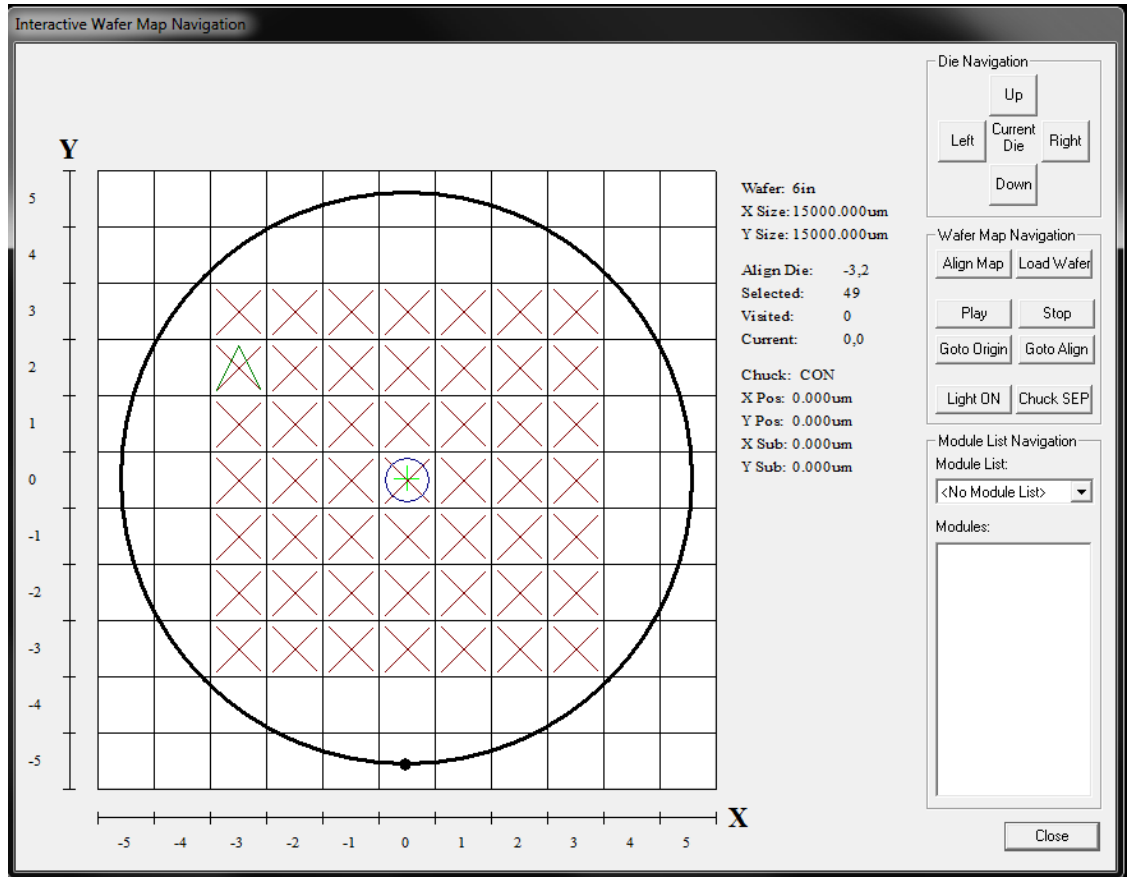 Interactive Wafer Map Navigation
Y
5
4
3
2
1
0
-1
-2
-3
-4
-5
-5 -4 -3 -2 -1 0 1 2 3 4 5
X
Wafer: 6in
X Size: 15000.000um
Y Size: 15000.000um
Align Die: -3,2
Selected: 49
Visited: 0
Current: 0,0
Chuck: CON
X Pos: 0.000um
Y Pos: 0.000um
X Sub: 0.000um
Y Sub: 0.000um
Die Navigation
Up
Left Current Die Right
Down
Wafer Map Navigation
Align Map Load Wafer
Play Stop
Goto Origin Goto Align
Light ON Chuck SEP
Module List Navigation
Module List:
<No Module List>
Modules:
Close